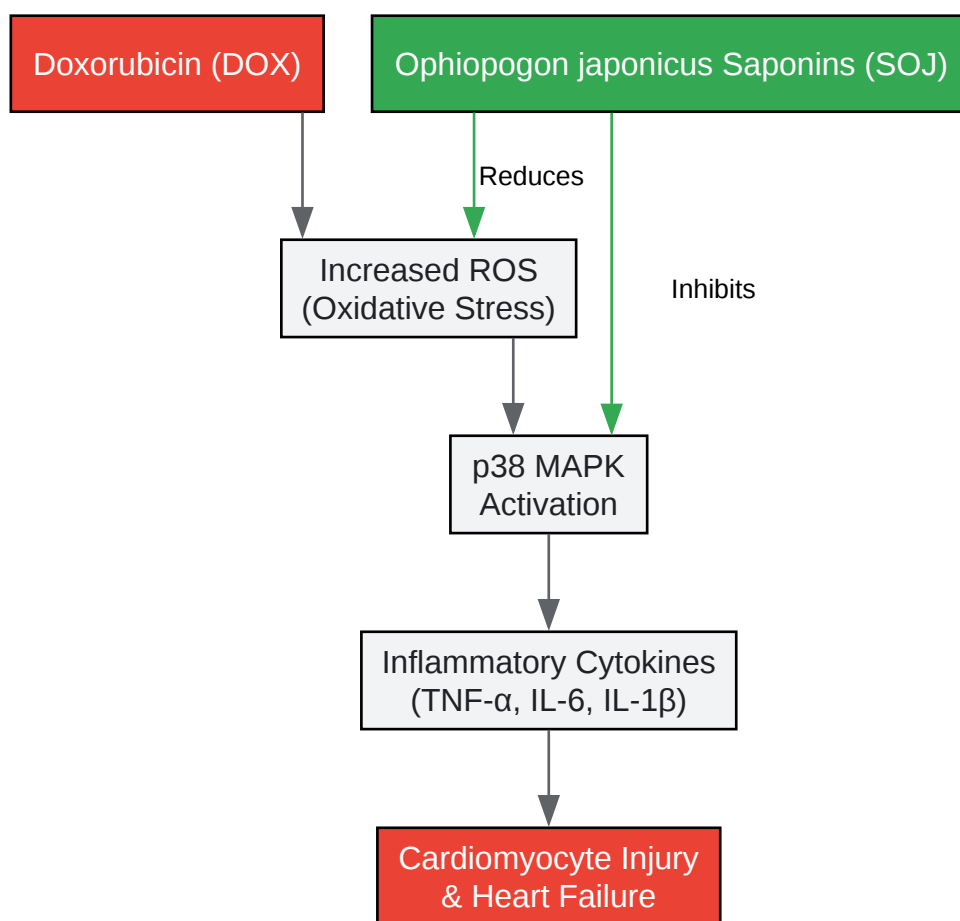 Doxorubicin (DOX)
Ophiopogon japonicus Saponins (SOJ)
Reduces
Increased ROS
(Oxidative Stress)
Inhibits
p38 MAPK
Activation
Inflammatory Cytokines
(TNF-α, IL-6, IL-1β)
Cardiomyocyte Injury
& Heart Failure